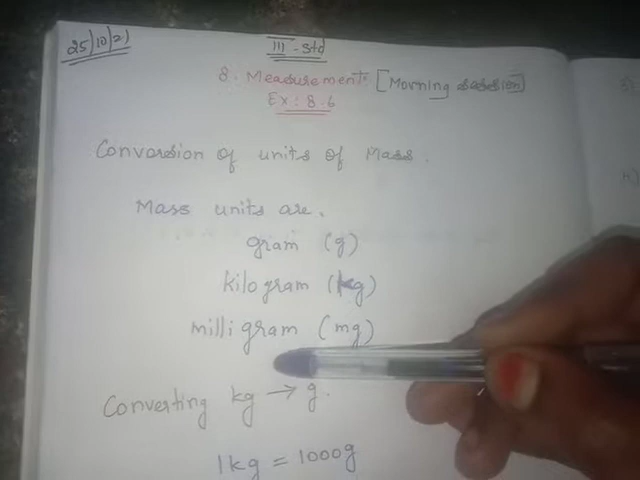 25/10/21
III-std
8. Measurements [Morning session]
Ex: 8.6
Conversion of units of Mass.
Mass units are.
gram (g)
kilogram (kg)
milligram (mg)
Converting kg → g.
1kg = 1000g